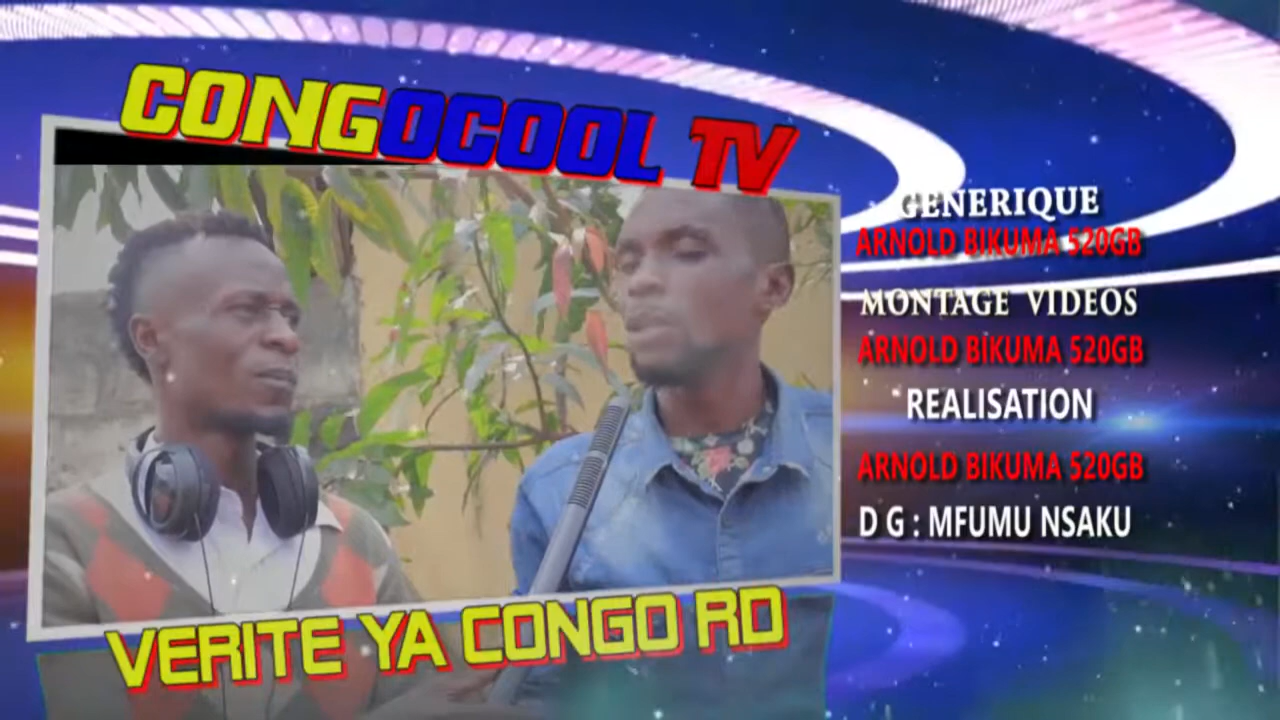 CONGOCOOL TV
GENERIQUE
ARNOLD BIKUMA 520GB
MONTAGE VIDEOS
ARNOLD BIKUMA 520GB
REALISATION
ARNOLD BIKUMA 520GB
D G : MFUMU NSAKU
VERITE YA CONGO RD